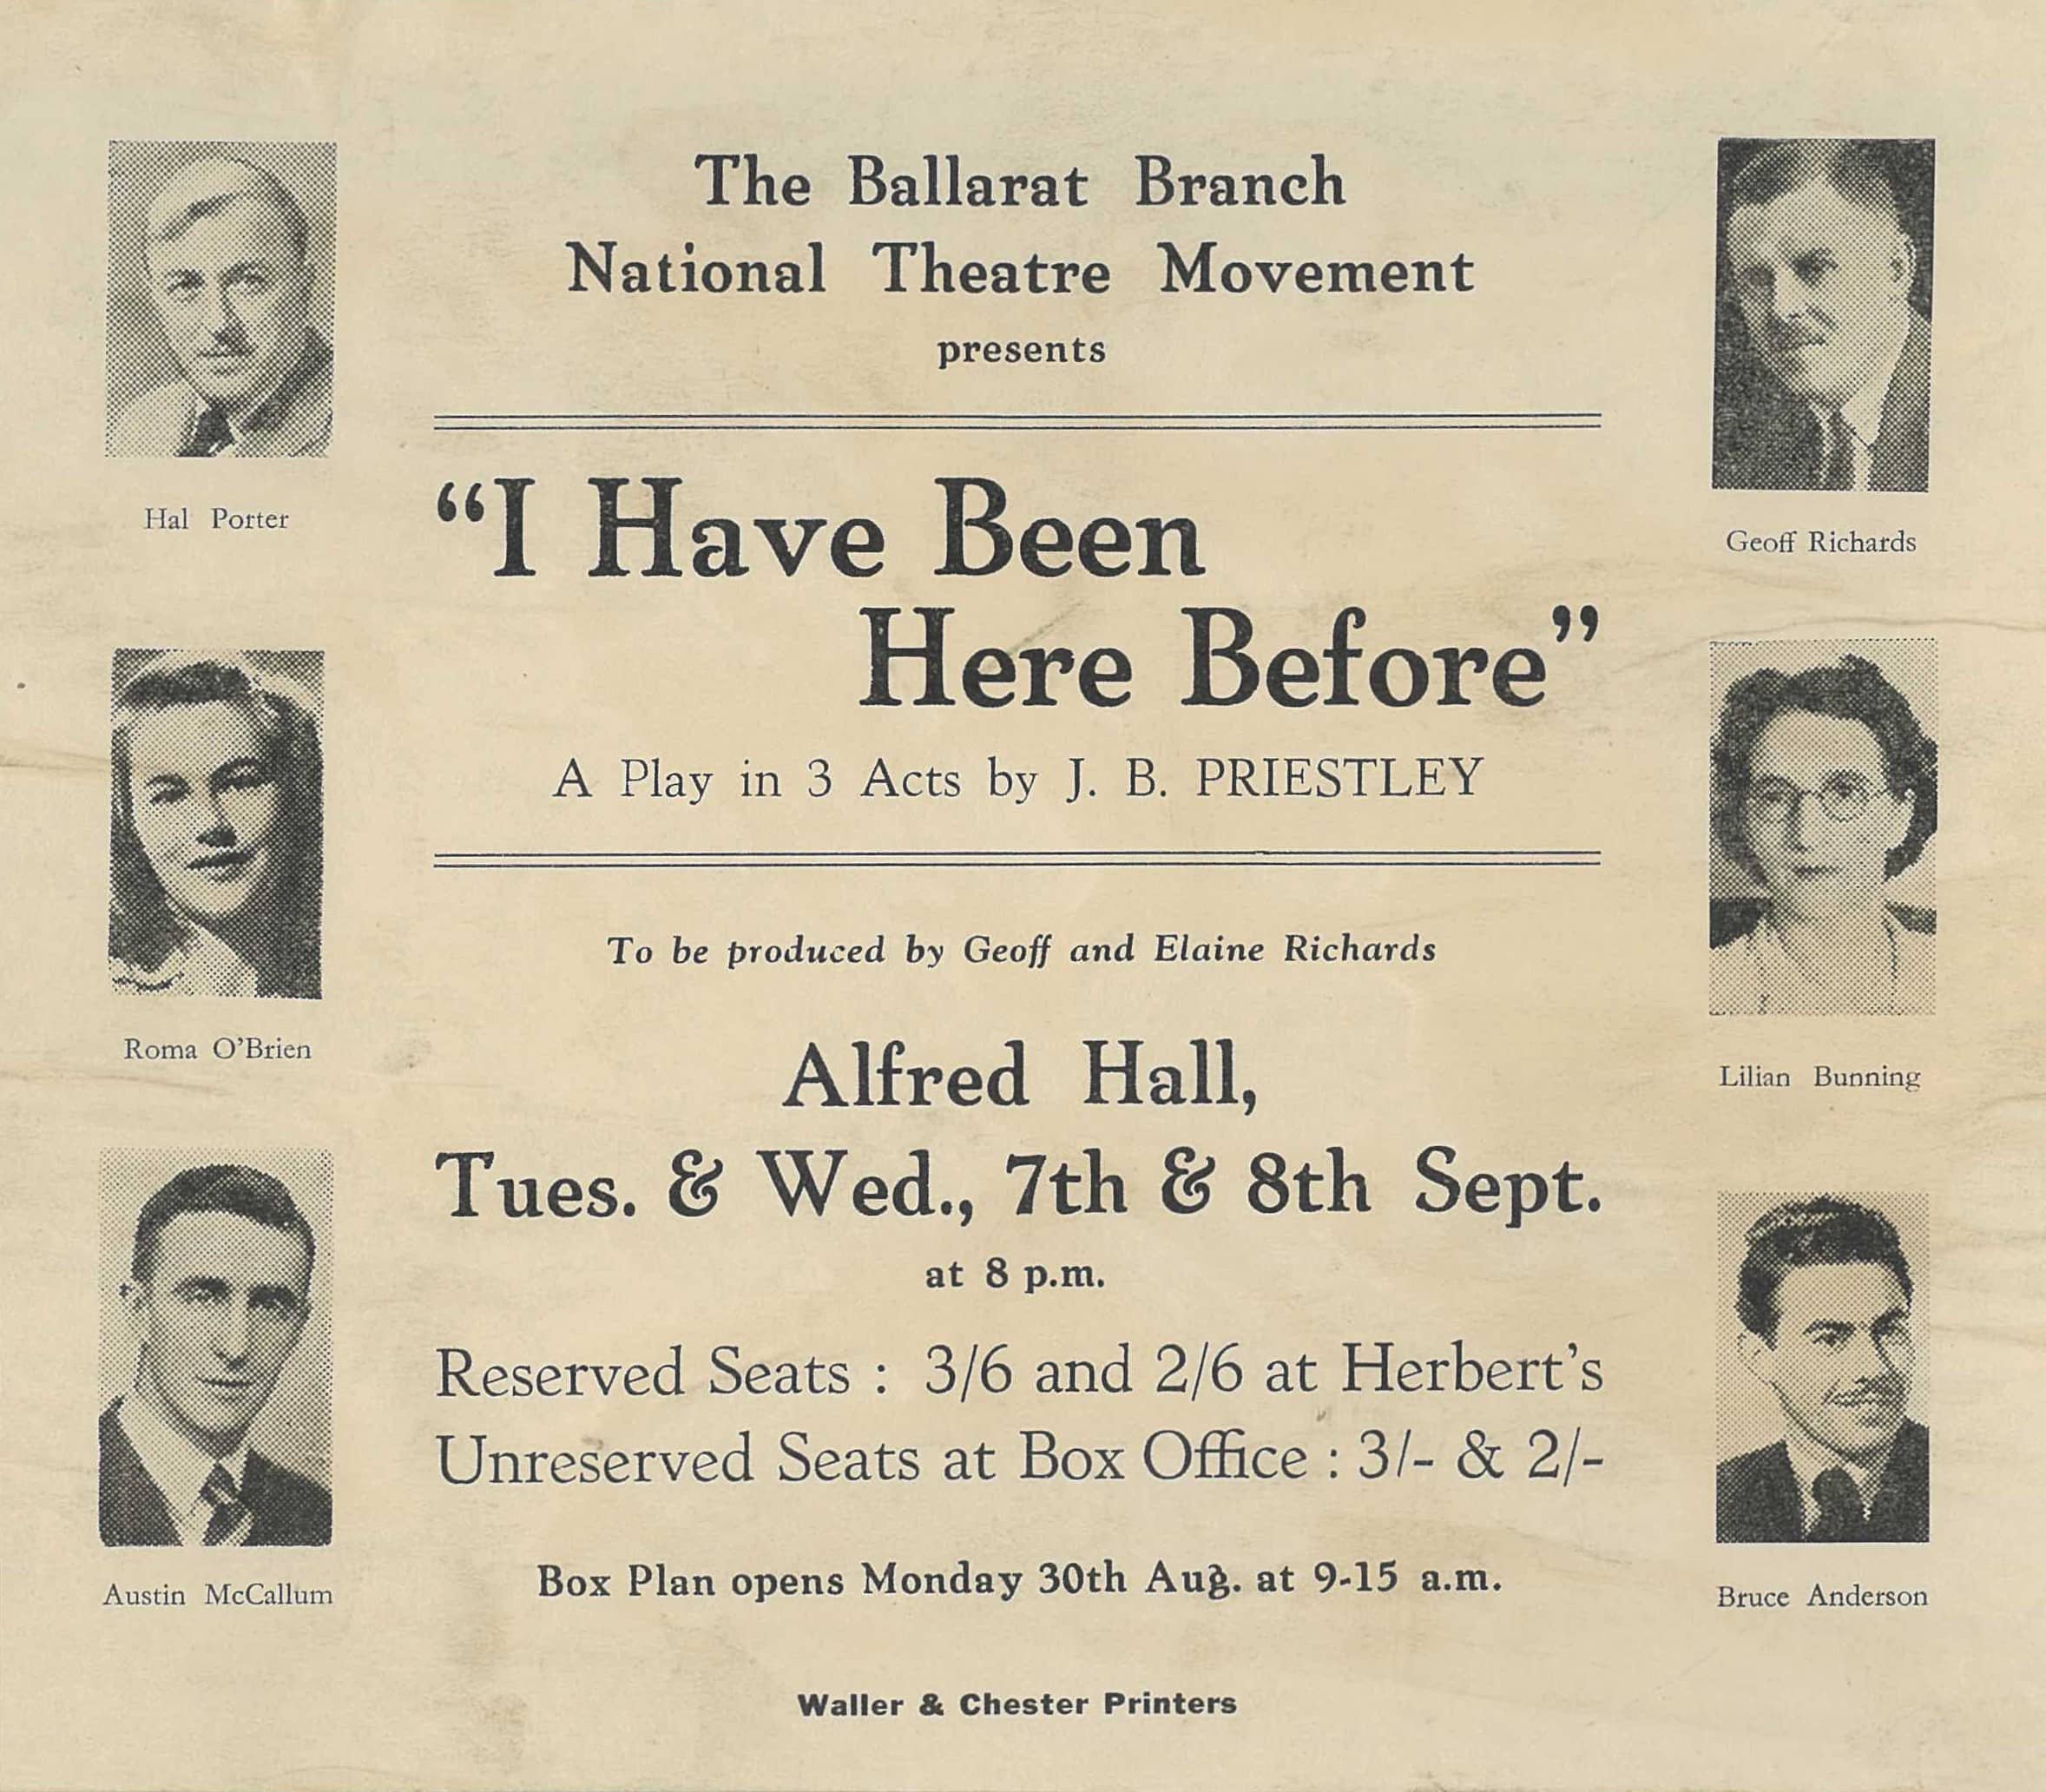 The Ballarat Branch
National Theatre Movement
presents
"I Have Been
Here Before"
A Play in 3 Acts by J. B. PRIESTLEY
To be produced by Geoff and Elaine Richards
Alfred Hall,
Tues. & Wed., 7th & 8th Sept.
at 8 p.m.
Reserved Seats : 3/6 and 2/6 at Herbert's
Unreserved Seats at Box Office : 3/- & 2/-
Box Plan opens Monday 30th Aug. at 9-15 a.m.
Waller & Chester Printers
Hal Porter
Roma O'Brien
Austin McCallum
Geoff Richards
Lilian Bunning
Bruce Anderson